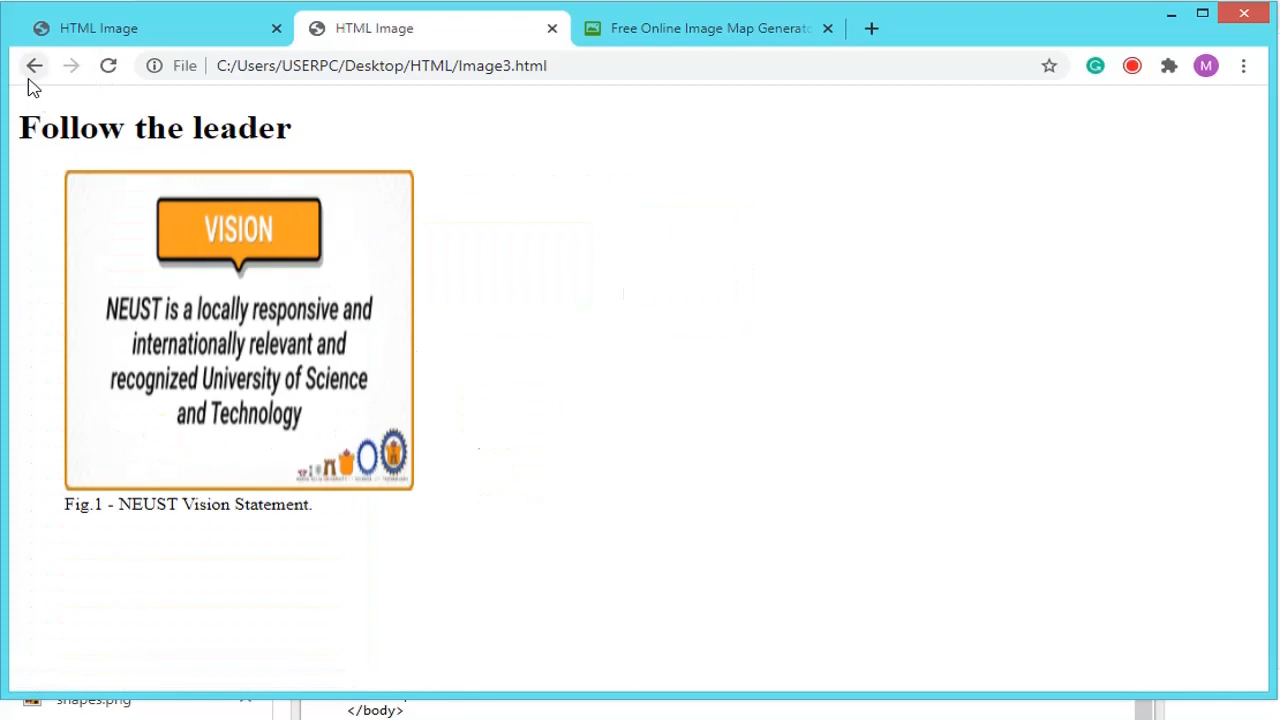 HTML Image
HTML Image
Free Online Image Map Generato
File
C:/Users/USERPC/Desktop/HTML/Image3.html
M
Follow the leader
VISION
NEUST is a locally responsive and
internationally relevant and
recognized University of Science
and Technology
Fig.1 - NEUST Vision Statement.
shapes.png
</body>